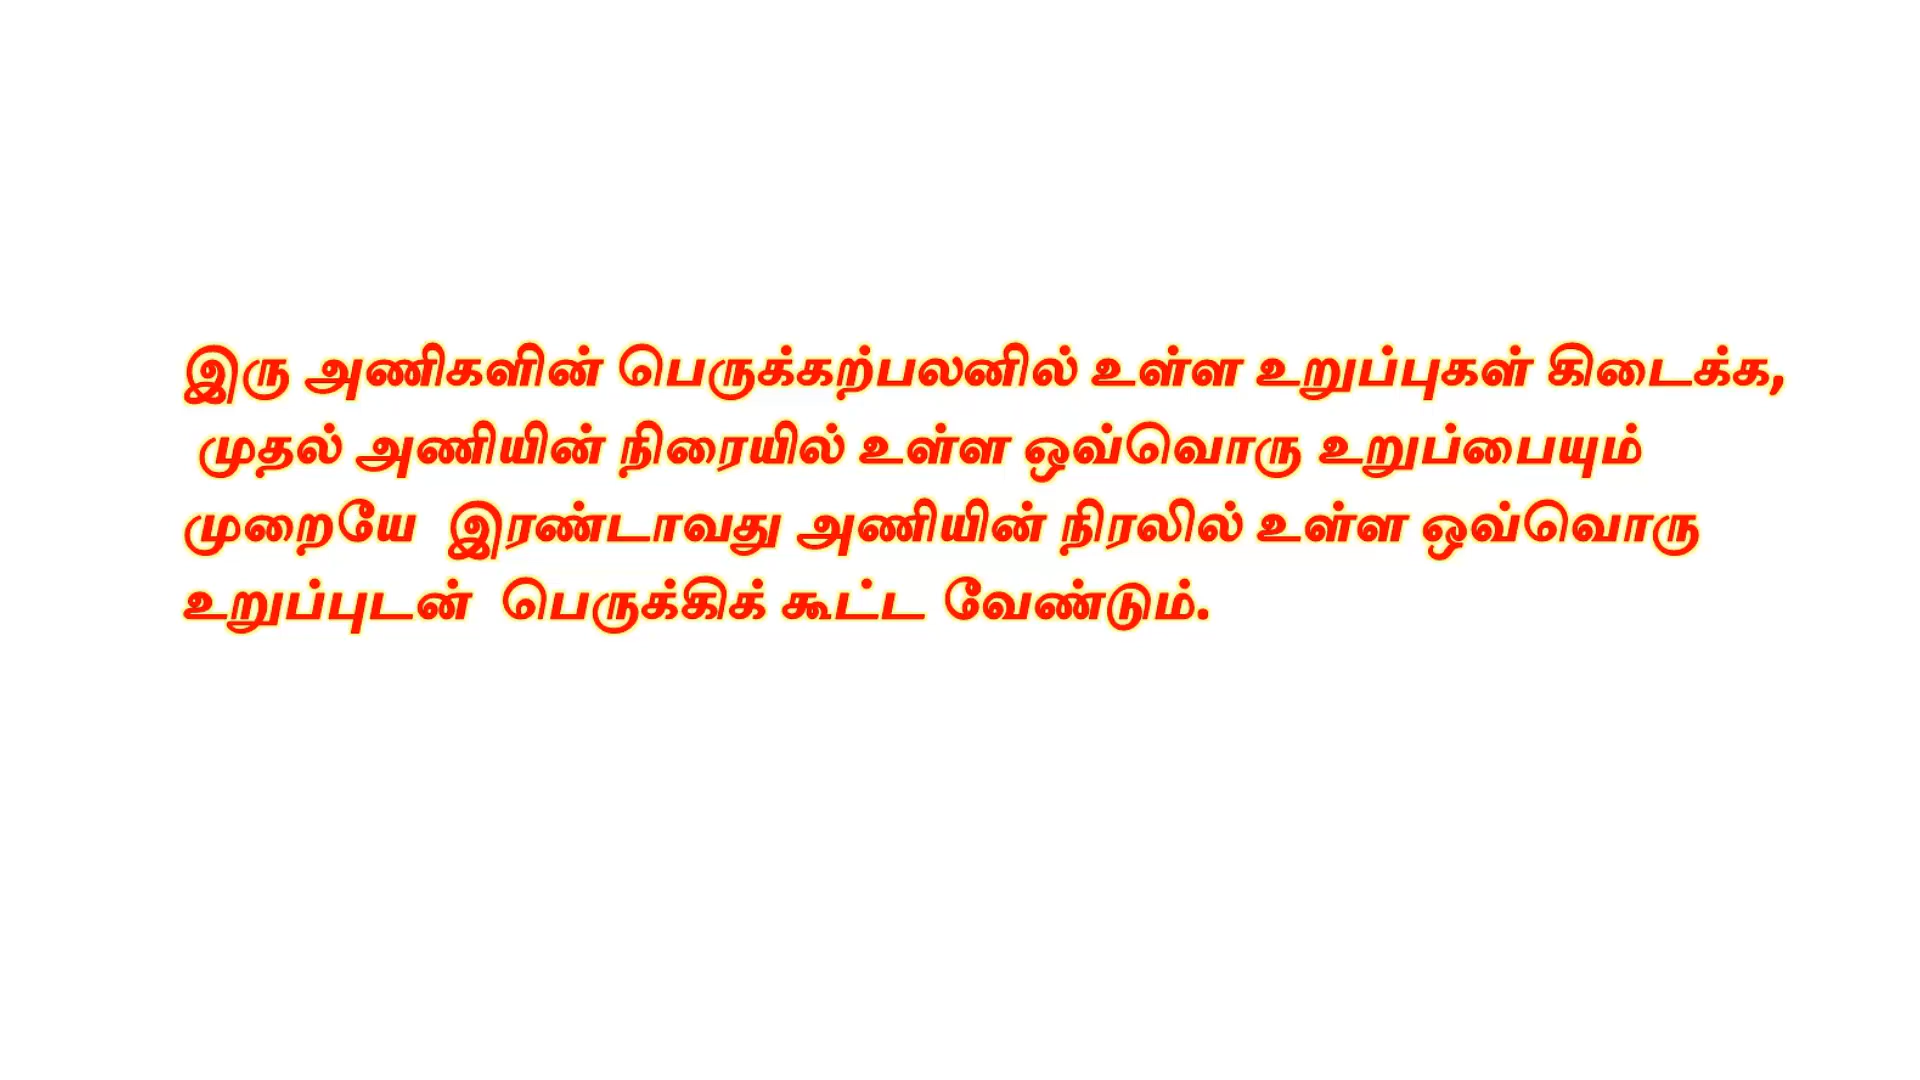 இரு அணிகளின் பெருக்கற்பலனில் உள்ள உறுப்புகள் கிடைக்க,
முதல் அணியின் நிரையில் உள்ள ஒவ்வொரு உறுப்பையும்
முறையே இரண்டாவது அணியின் நிரலில் உள்ள ஒவ்வொரு
உறுப்புடன் பெருக்கிக் கூட்ட வேண்டும்.